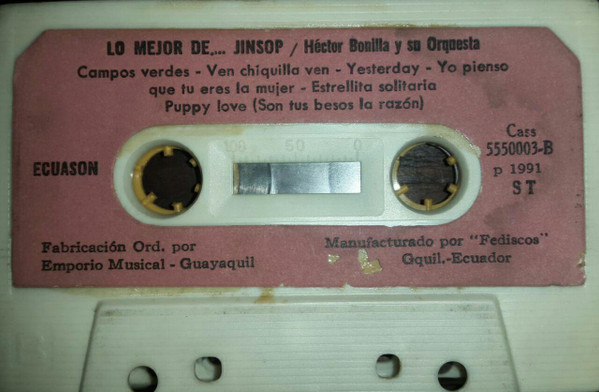 LO MEJOR DE,... JINSOP / Héctor Bonilla y su Orquesta
Campos verdes - Ven chiquilla ven - Yesterday - Yo pienso
que tu eres la mujer - Estrellita solitaria
Puppy love (Son tus besos la razón)
ECUASON
100 50 0
Cass
5550003-B
p 1991
ST
Fabricación Ord. por
Emporio Musical - Guayaquil
Manufacturado por "Fediscos"
Gquil.-Ecuador
B